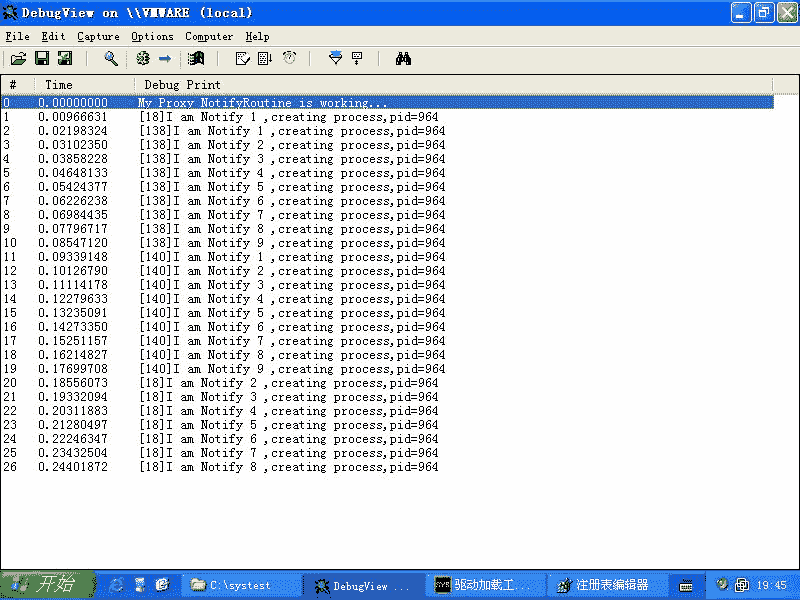 DebugView on \\VMWARE (local)
File Edit Capture Options Computer Help
# Time Debug Print
0 0.00000000 My Proxy NotifyRoutine is working...
1 0.00966631 [18]I am Notify 1 ,creating process,pid=964
2 0.02198324 [138]I am Notify 1 ,creating process,pid=964
3 0.03102350 [138]I am Notify 2 ,creating process,pid=964
4 0.03858228 [138]I am Notify 3 ,creating process,pid=964
5 0.04648133 [138]I am Notify 4 ,creating process,pid=964
6 0.05424377 [138]I am Notify 5 ,creating process,pid=964
7 0.06226238 [138]I am Notify 6 ,creating process,pid=964
8 0.06984435 [138]I am Notify 7 ,creating process,pid=964
9 0.07796717 [138]I am Notify 8 ,creating process,pid=964
10 0.08547120 [138]I am Notify 9 ,creating process,pid=964
11 0.09339148 [140]I am Notify 1 ,creating process,pid=964
12 0.10126790 [140]I am Notify 2 ,creating process,pid=964
13 0.11114178 [140]I am Notify 3 ,creating process,pid=964
14 0.12279633 [140]I am Notify 4 ,creating process,pid=964
15 0.13235091 [140]I am Notify 5 ,creating process,pid=964
16 0.14273350 [140]I am Notify 6 ,creating process,pid=964
17 0.15251157 [140]I am Notify 7 ,creating process,pid=964
18 0.16214827 [140]I am Notify 8 ,creating process,pid=964
19 0.17699708 [140]I am Notify 9 ,creating process,pid=964
20 0.18556073 [18]I am Notify 2 ,creating process,pid=964
21 0.19332094 [18]I am Notify 3 ,creating process,pid=964
22 0.20311883 [18]I am Notify 4 ,creating process,pid=964
23 0.21280497 [18]I am Notify 5 ,creating process,pid=964
24 0.22246347 [18]I am Notify 6 ,creating process,pid=964
25 0.23432504 [18]I am Notify 7 ,creating process,pid=964
26 0.24401872 [18]I am Notify 8 ,creating process,pid=964
开始 C:\systest DebugView ... SYS 驱动加载工... 注册表编辑器 19:45